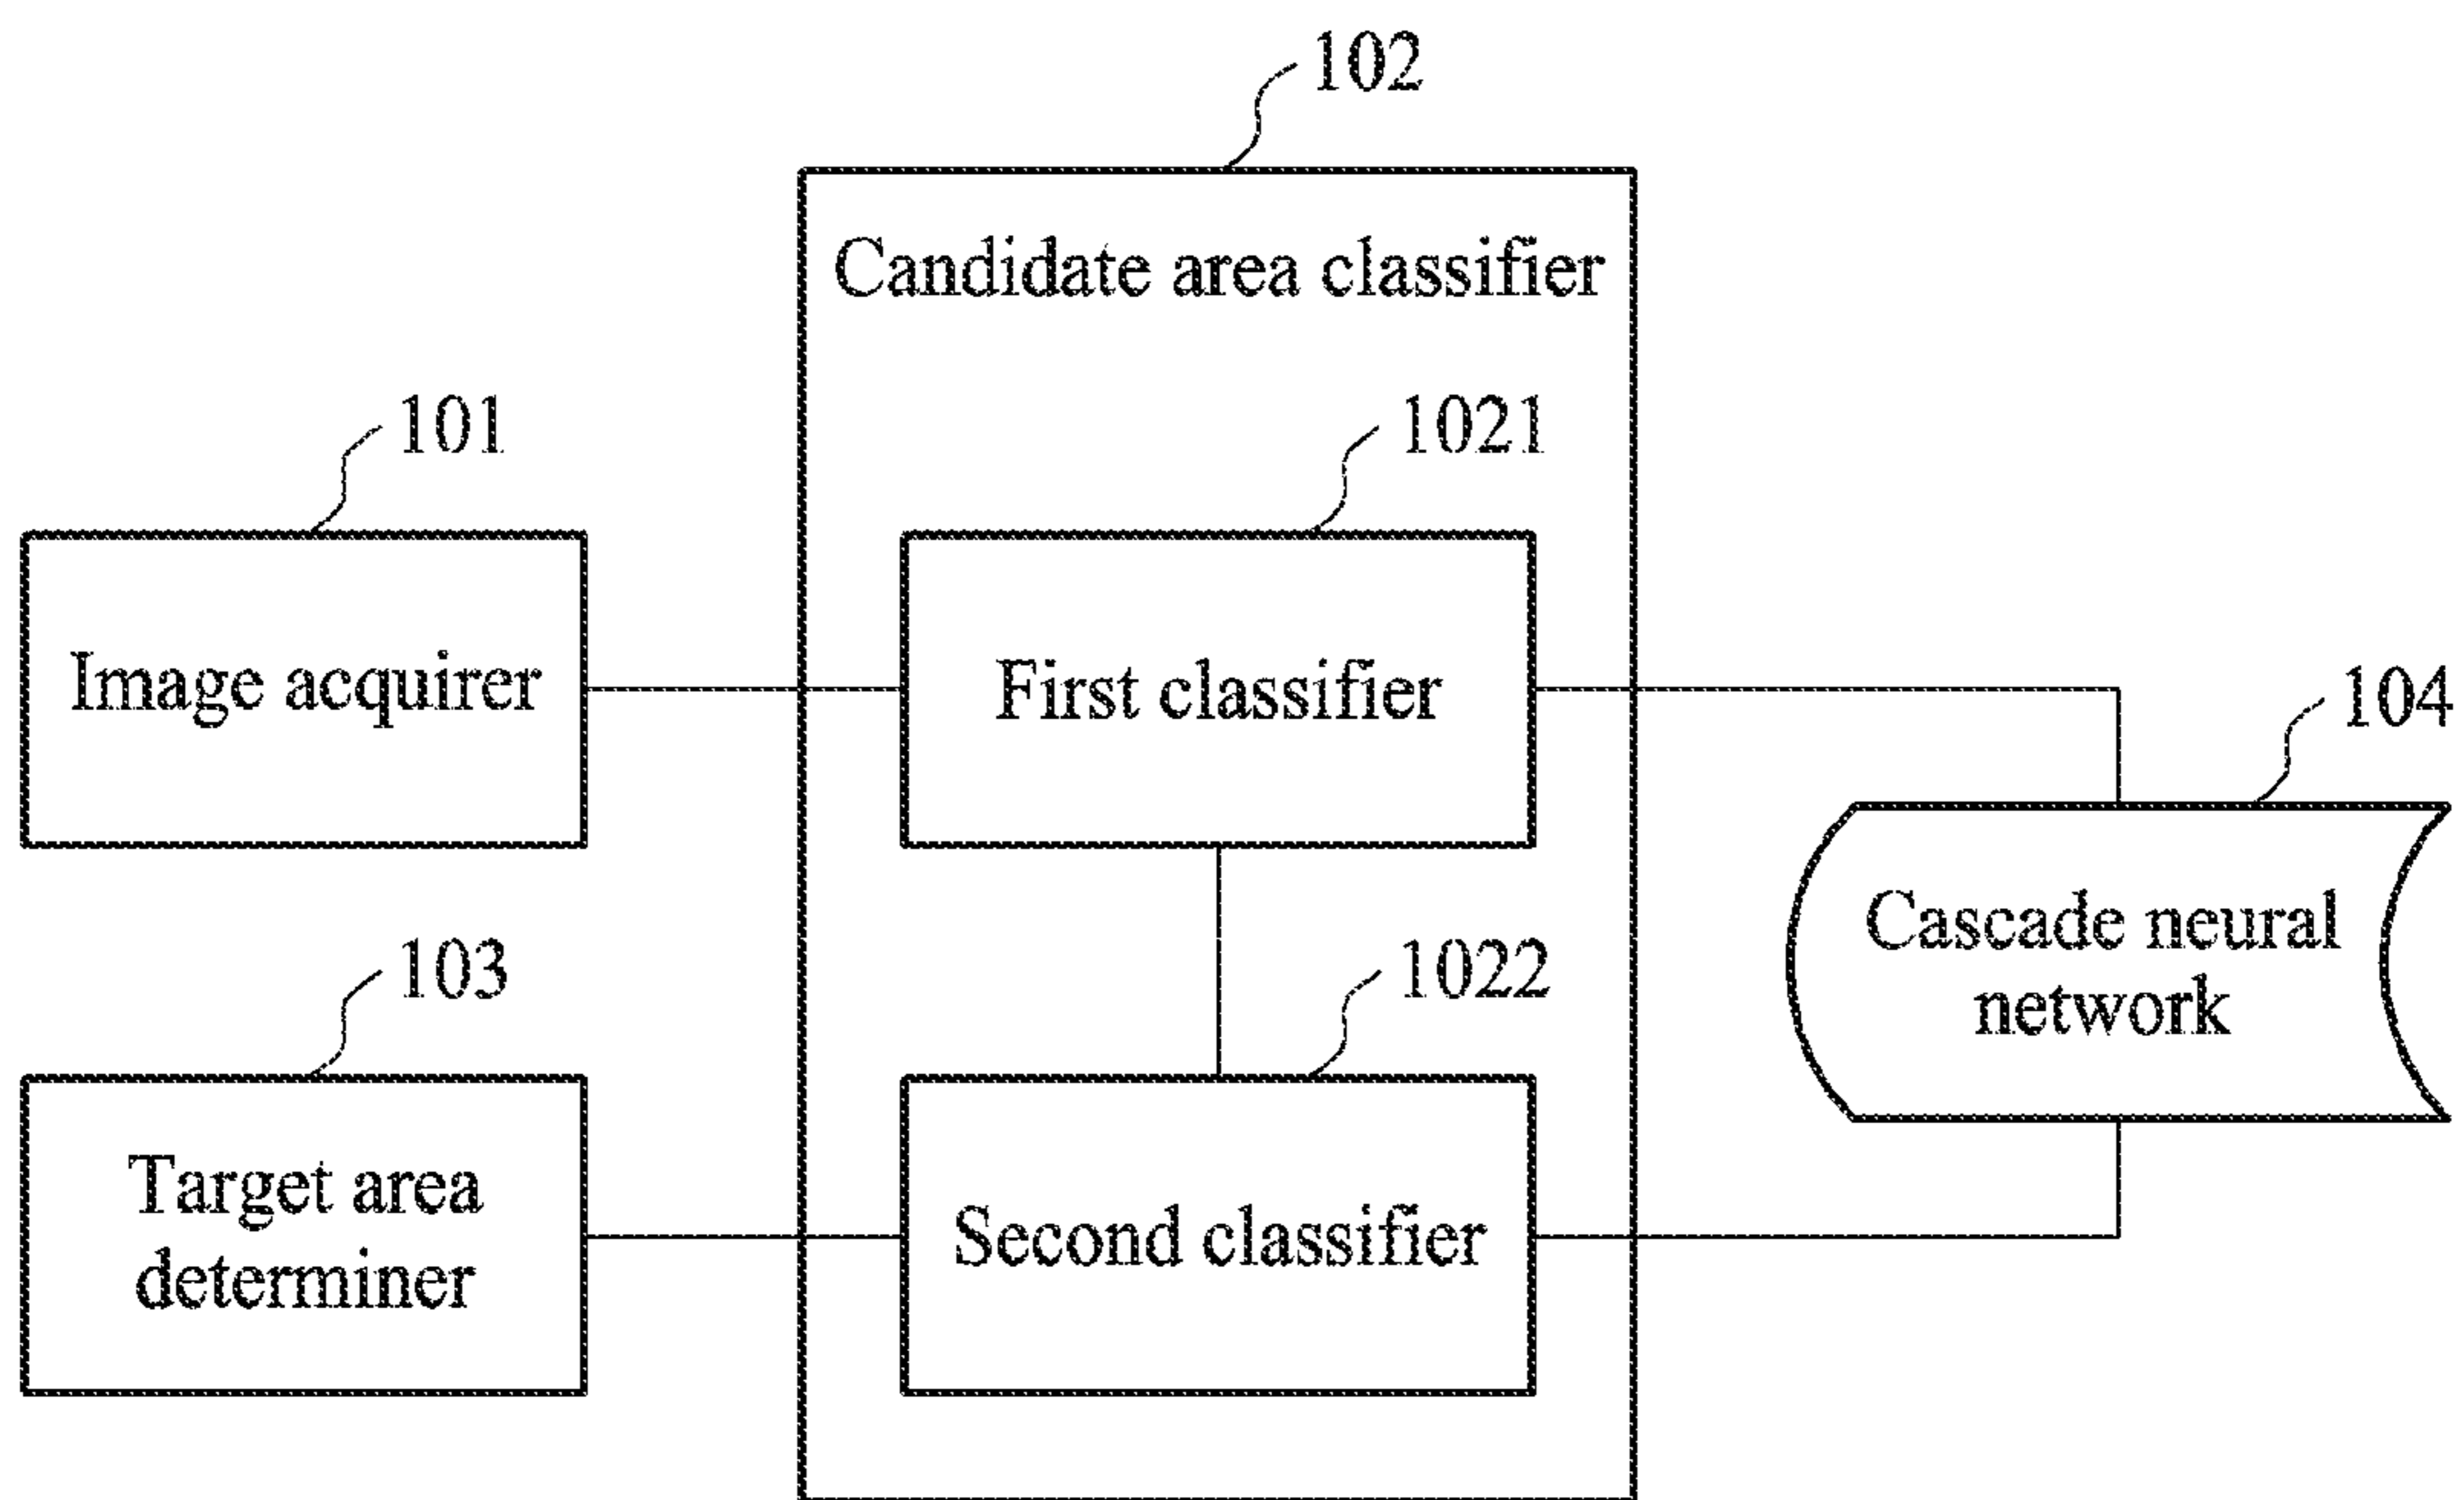 102
Candidate area classifier
101
1021
Image acquirer
First classifier
104
Cascade neural
network
103
1022
Target area
determiner
Second classifier